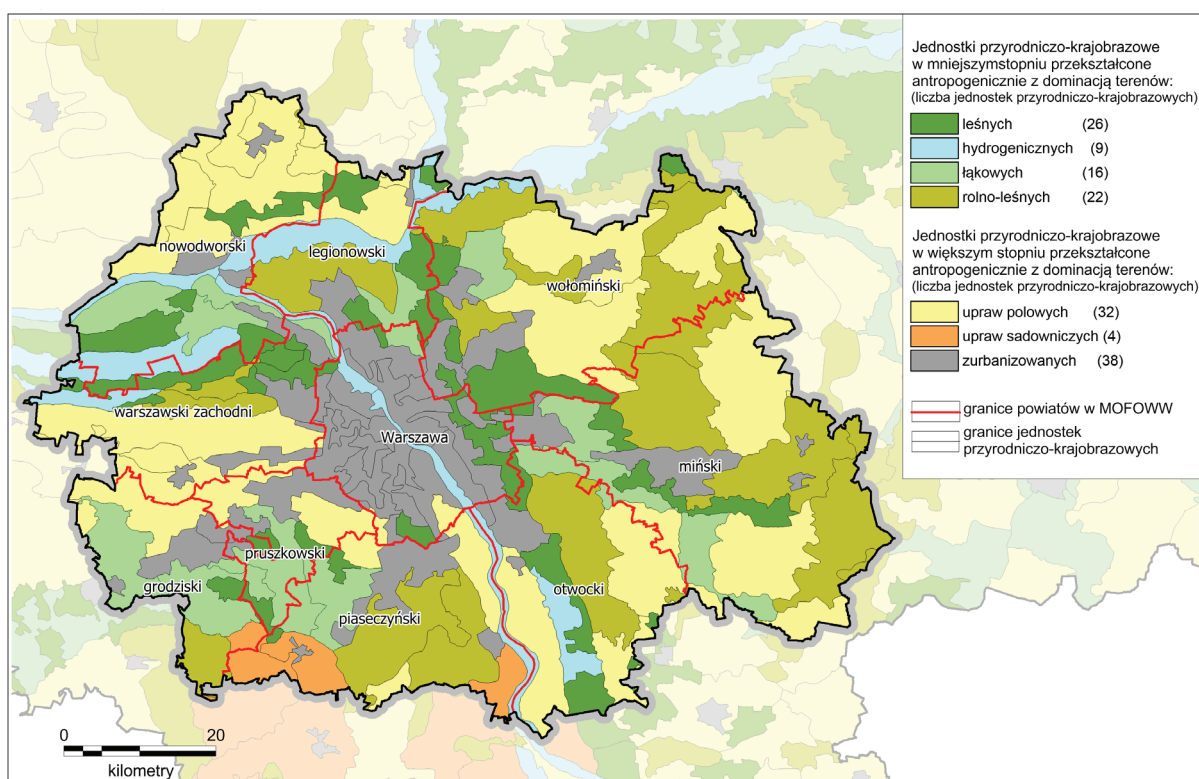 Jednostki przyrodniczo-krajobrazowe
w mniejszymstopniu przekształcone
antropogenicznie z dominacją terenów:
(liczba jednostek przyrodniczo-krajobrazowych)
leśnych (26)
hydrogenicznych (9)
łąkowych (16)
rolno-leśnych (22)
Jednostki przyrodniczo-krajobrazowe
w większym stopniu przekształcone
antropogenicznie z dominacją terenów:
(liczba jednostek przyrodniczo-krajobrazowych)
upraw polowych (32)
upraw sadowniczych (4)
zurbanizowanych (38)
granice powiatów w MOFOWW
granice jednostek
przyrodniczo-krajobrazowych
nowodworski
legionowski
wołomiński
warszawski zachodni
Warszawa
miński
pruszkowski
grodziski
otwocki
piaseczyński
0 20
kilometry